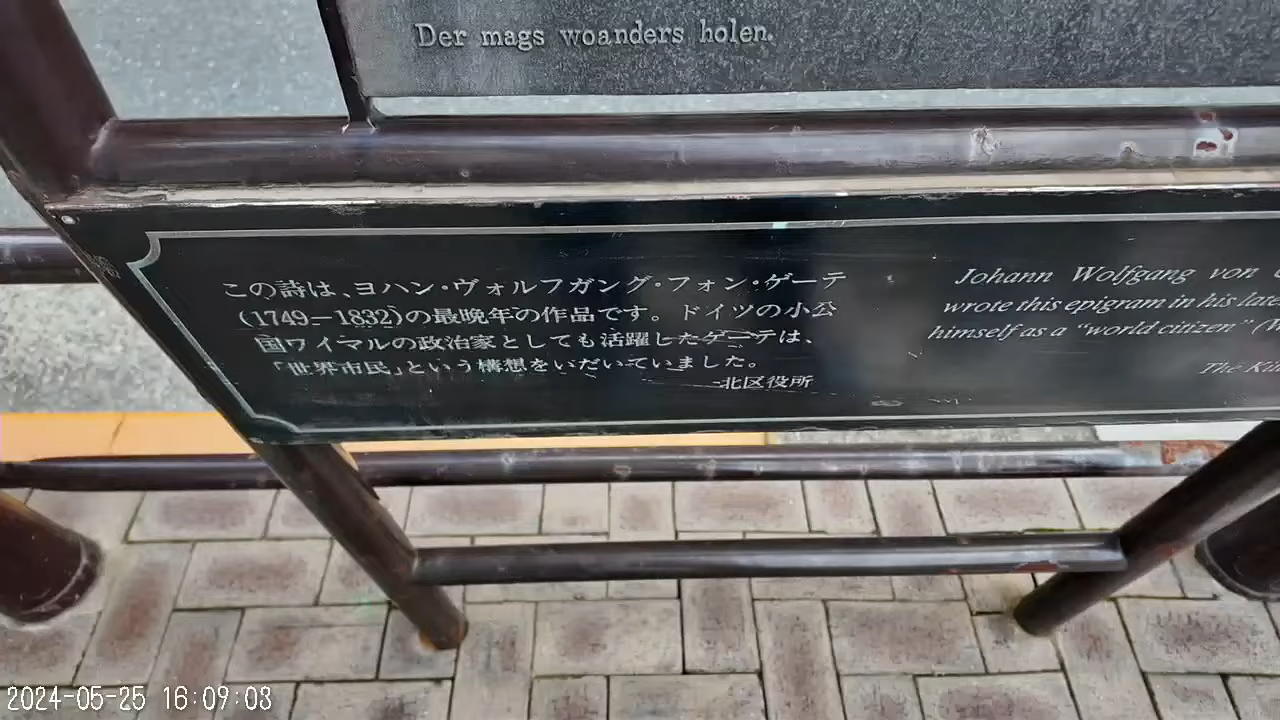 Der mags woanders holen.
この詩は、ヨハン・ヴォルフガング・フォン・ゲーテ
(1749–1832)の最晩年の作品です。ドイツの小公
国ワイマルの政治家としても活躍したゲーテは、
「世界市民」という構想をいだいていました。
北区役所
Johann Wolfgang von
wrote this epigram in his late
himself as a "world citizen"
The
2024-05-25 16:09:08